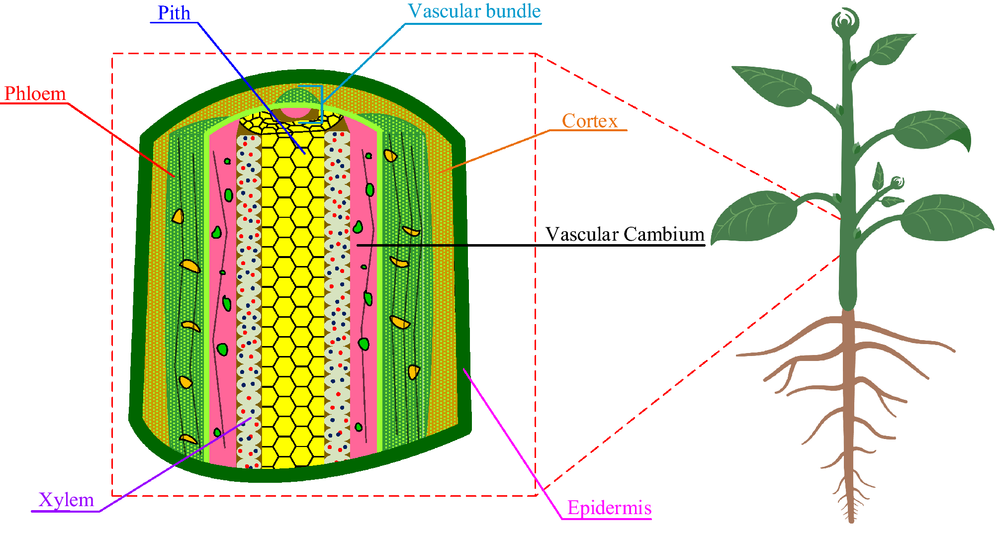 Pith
Vascular bundle
Phloem
Cortex
Vascular Cambium
Xylem
Epidermis